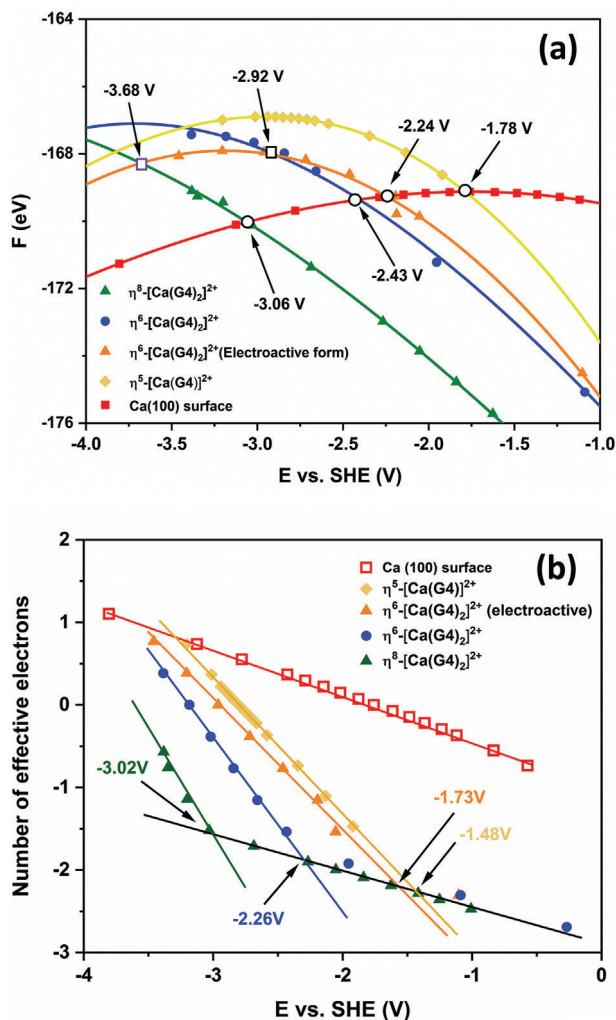 (a)
-163
-168
-172
-176
F (eV)
-3.68 V
-2.92 V
-2.24 V
-1.78 V
-2.43 V
-3.06 V
η⁸-[Ca(G4)₂]²⁺
η⁶-[Ca(G4)₂]²⁺
η⁶-[Ca(G4)₂]²⁺(Electroactive form)
η⁵-[Ca(G4)]²⁺
Ca(100) surface
-4.0 -3.5 -3.0 -2.5 -2.0 -1.5 -1.0
E vs. SHE (V)
(b)
2
1
0
-1
-2
-3
Number of effective electrons
Ca (100) surface
η⁵-[Ca(G4)]²⁺
η⁶-[Ca(G4)₂]²⁺ (electroactive)
η⁶-[Ca(G4)₂]²⁺
η⁸-[Ca(G4)₂]²⁺
-3.02V
-1.73V
-1.48V
-2.26V
-4 -3 -2 -1 0
E vs. SHE (V)